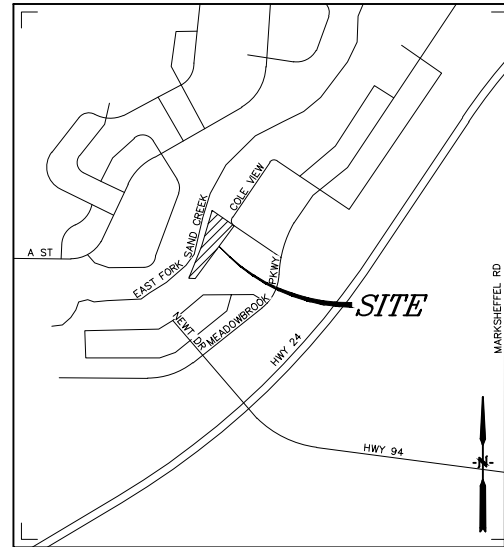 COLE VIEW
SAND CREEK
EAST FORK
A ST
PKWY
SITE
MEADOWBROOK
NEWT DR
HWY 24
MARKSHEFFEL RD
HWY 94
-N-